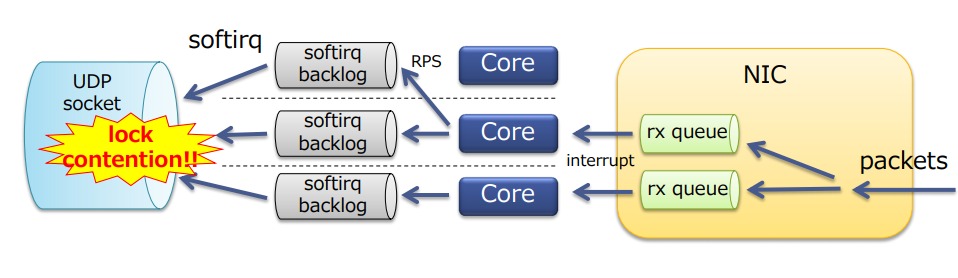 softirq
softirq
backlog
RPS
Core
NIC
UDP
socket
lock
contention!!
softirq
backlog
Core
rx queue
interrupt
packets
softirq
backlog
Core
rx queue